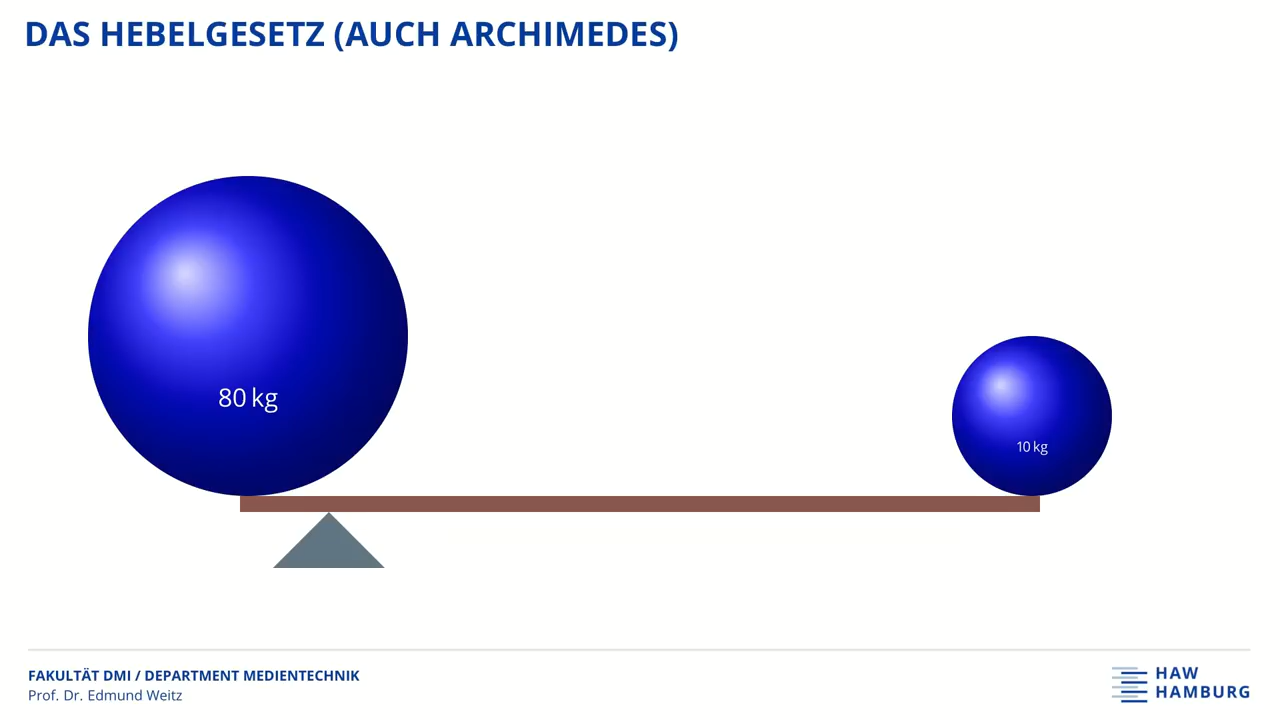 DAS HEBELGESETZ (AUCH ARCHIMEDES)
80 kg
10 kg
FAKULTÄT DMI / DEPARTMENT MEDIENTECHNIK
Prof. Dr. Edmund Weitz
HAW
HAMBURG